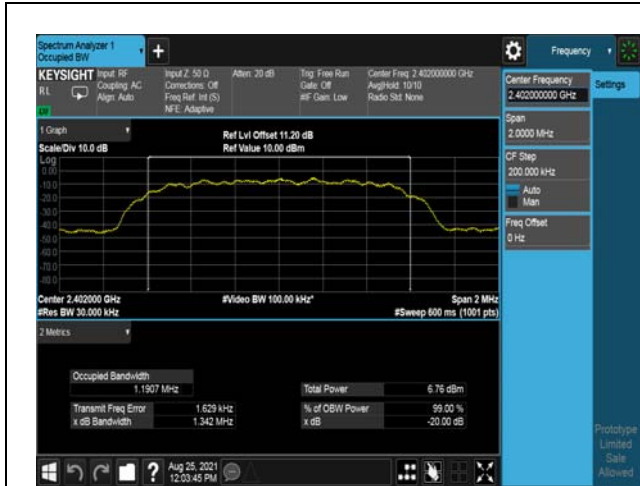 Spectrum Analyzer 1
Occupied BW
Frequency
KEYSIGHT
Input: RF
Input Z: 50 Ω
Atten: 20 dB
Trig: Free Run
Center Freq: 2.402000000 GHz
RL
Coupling: AC
Corrections: Off
Gate: Off
Avg|Hold: 10/10
Align: Auto
Freq Ref: Int (S)
#IF Gain: Low
Radio Std: None
NFE: Adaptive
Center Frequency
2.402000000 GHz
Settings
Span
2.0000 MHz
CF Step
200.000 kHz
Auto
Man
Freq Offset
0 Hz
1 Graph
Ref Lvl Offset 11.20 dB
Scale/Div 10.0 dB
Ref Value 10.00 dBm
Log
0.00
-10.0
-20.0
-30.0
-40.0
-50.0
-60.0
-70.0
-80.0
Center 2.402000 GHz
#Video BW 100.00 kHz*
Span 2 MHz
#Res BW 30.000 kHz
#Sweep 600 ms (1001 pts)
2 Metrics
Occupied Bandwidth
1.1907 MHz
Total Power
6.76 dBm
Transmit Freq Error
1.629 kHz
% of OBW Power
99.00 %
x dB Bandwidth
1.342 MHz
x dB
-20.00 dB
Prototype
Limited
Sale
Allowed
Aug 25, 2021
12:03:45 PM